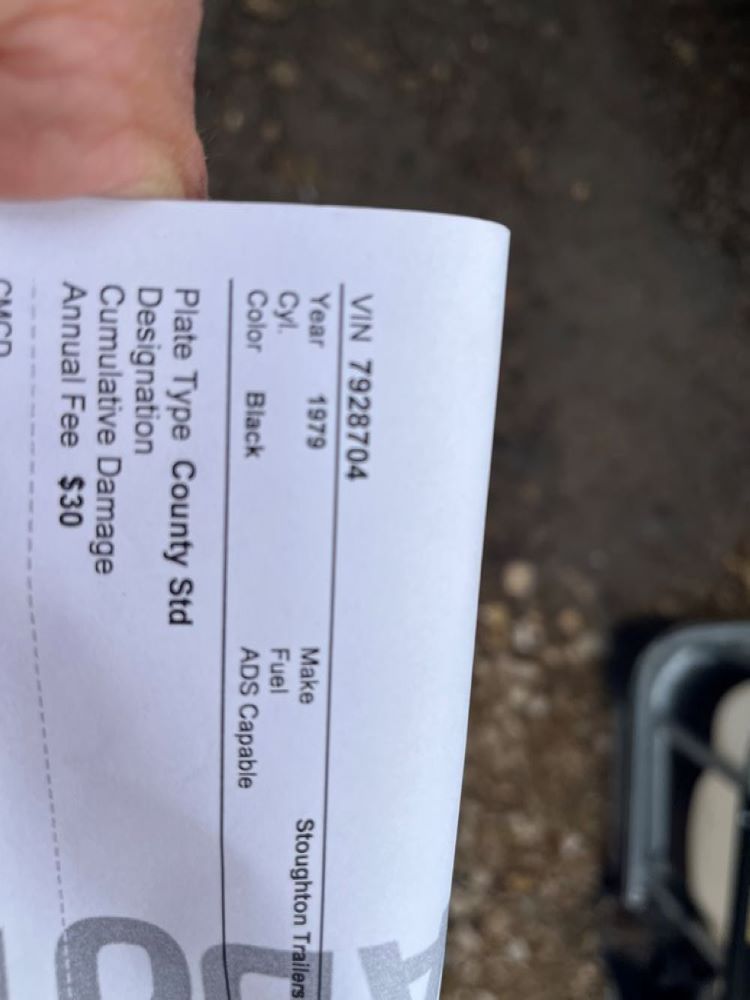 VIN 7928704
Year 1979 Make Stoughton Trailers
Cyl. Fuel
Color Black ADS Capable
Plate Type County Std
Designation
Cumulative Damage
Annual Fee $30